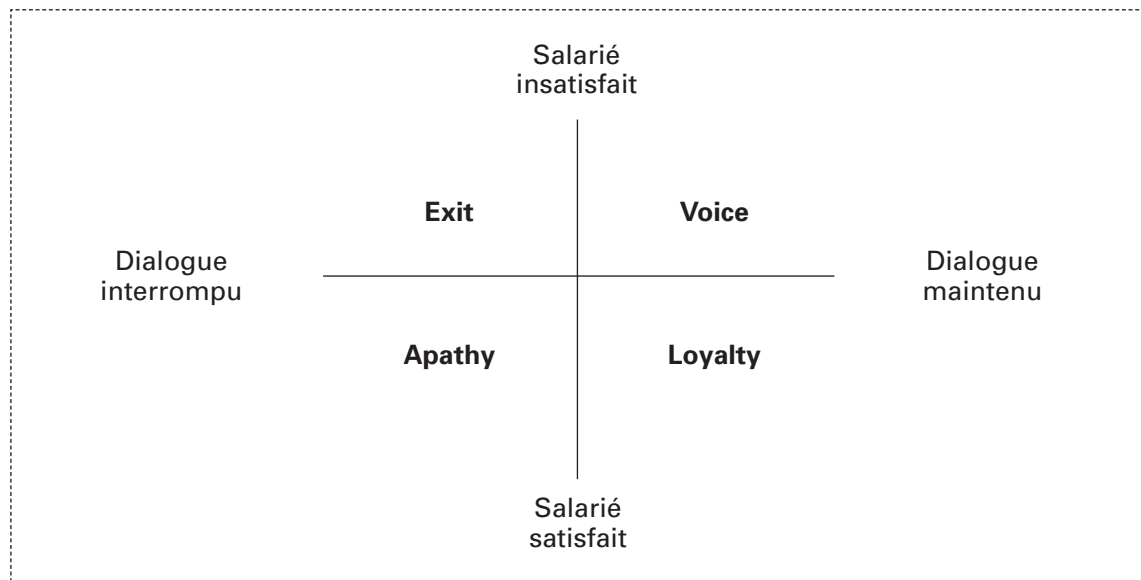 Salarié
insatisfait
Exit
Voice
Dialogue
interrompu
Dialogue
maintenu
Apathy
Loyalty
Salarié
satisfait